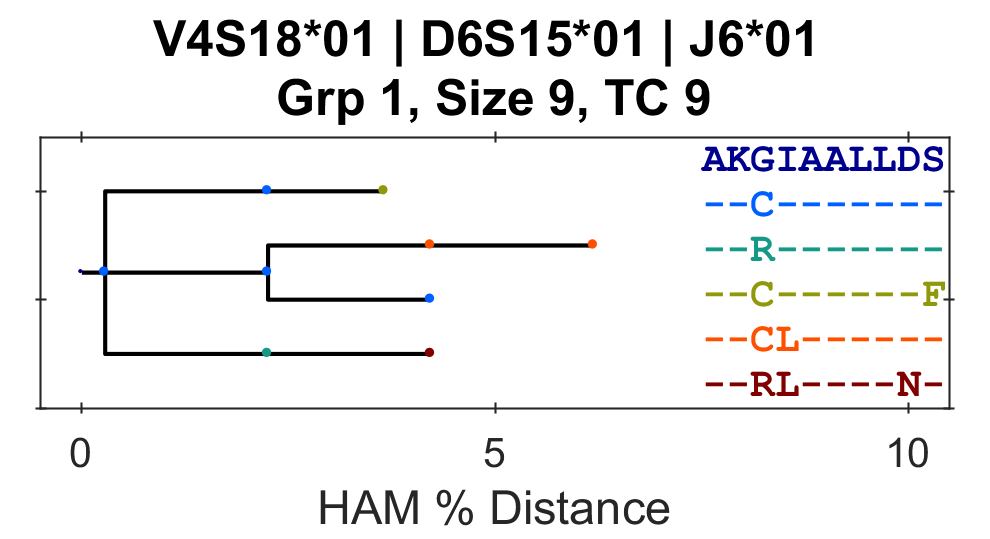 V4S18*01 | D6S15*01 | J6*01
Grp 1, Size 9, TC 9
AKGIAALLDS
--C-------
--R-------
--C------F
--CL------
--RL----N-
0 5 10
HAM % Distance